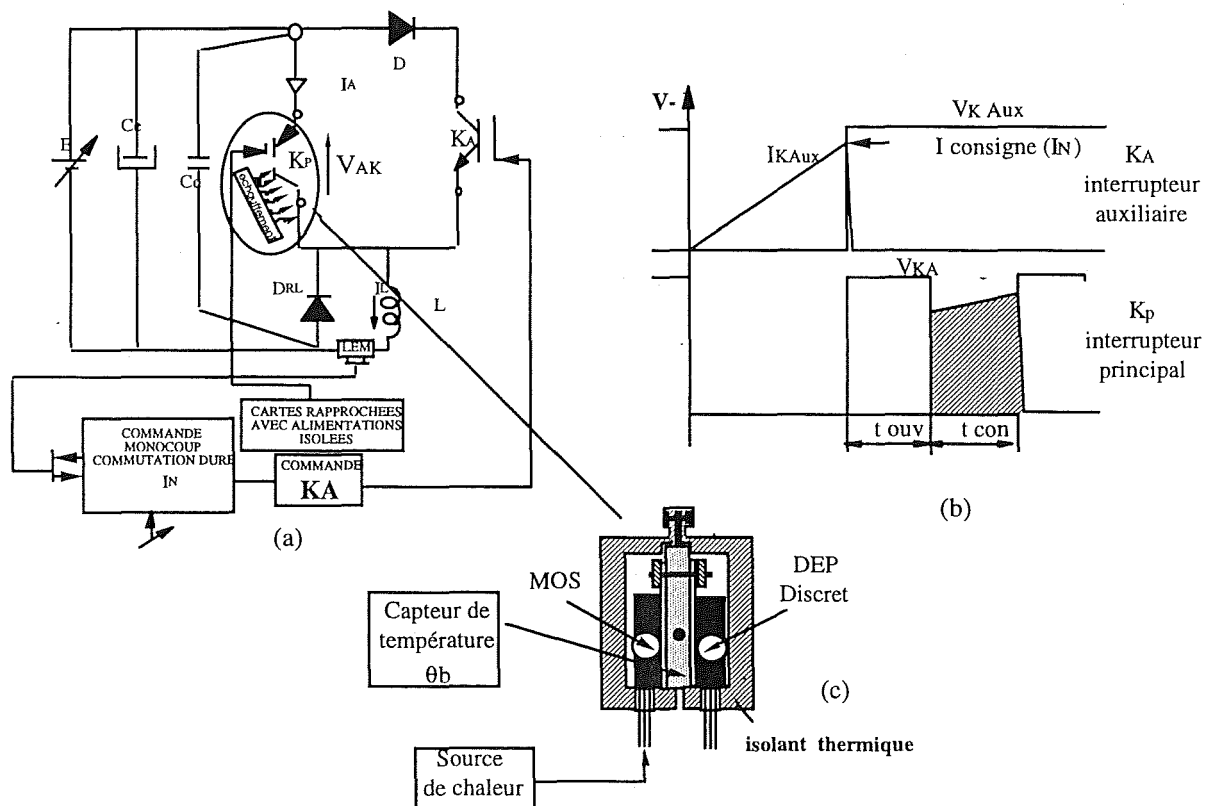 D
IA
E
Ce
Cc
KP
VAK
KA
échauffement
DRL
IL
L
LEM
CARTES RAPPROCHEES
AVEC ALIMENTATIONS
ISOLEES
COMMANDE
MONOCOUP
COMMUTATION DURE
IN
COMMANDE
KA
(a)
V-
VK Aux
IKAux
I consigne (IN)
KA
interrupteur
auxiliaire
VKA
Kp
interrupteur
principal
t ouv
t con
(b)
MOS
DEP
Discret
Capteur de
température
θb
(c)
isolant thermique
Source
de chaleur